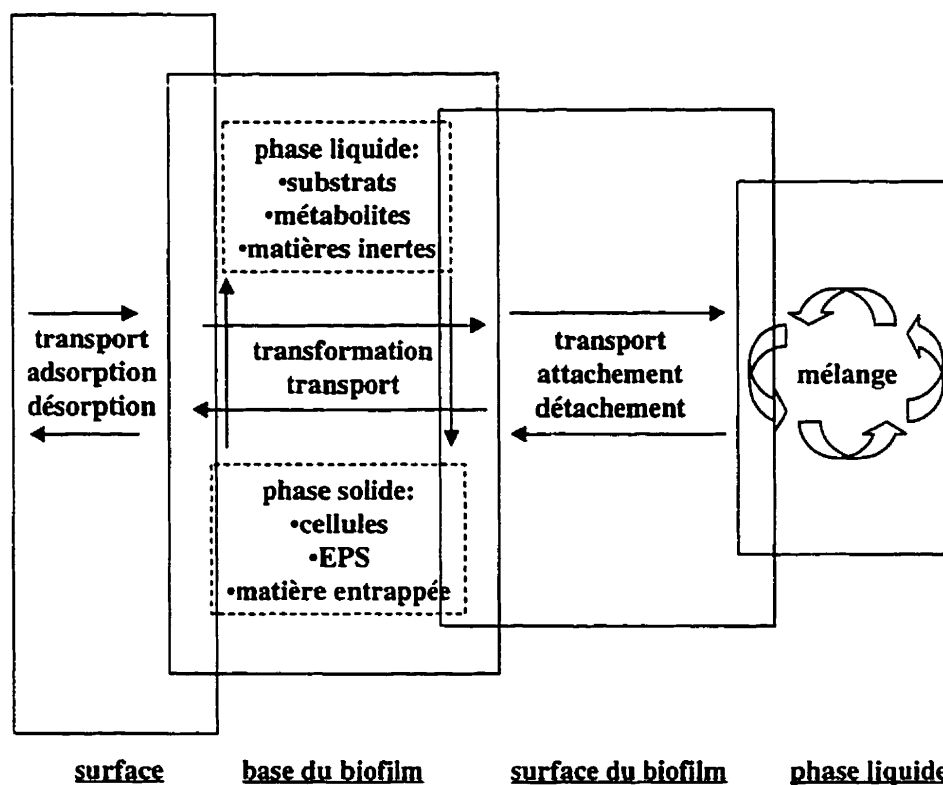 phase liquide:
•substrats
•métabolites
•matières inertes
transport
adsorption
désorption
transformation
transport
transport
attachement
détachement
mélange
phase solide:
•cellules
•EPS
•matière entrappée
surface
base du biofilm
surface du biofilm
phase liquide